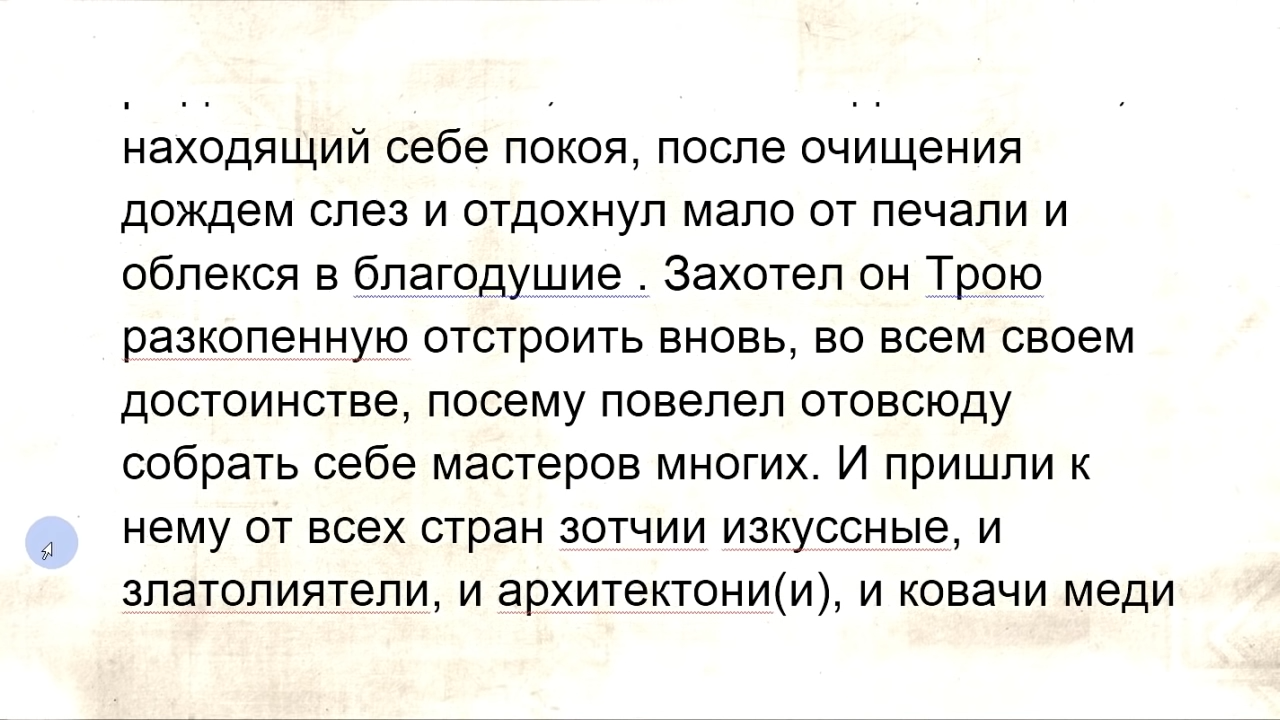 находящий себе покоя, после очищения
дождем слез и отдохнул мало от печали и
облекся в благодушие . Захотел он Трою
разкопенную отстроить вновь, во всем своем
достоинстве, посему повелел отовсюду
собрать себе мастеров многих. И пришли к
нему от всех стран зотчии изкуссные, и
златолиятели, и архитектони(и), и ковачи меди